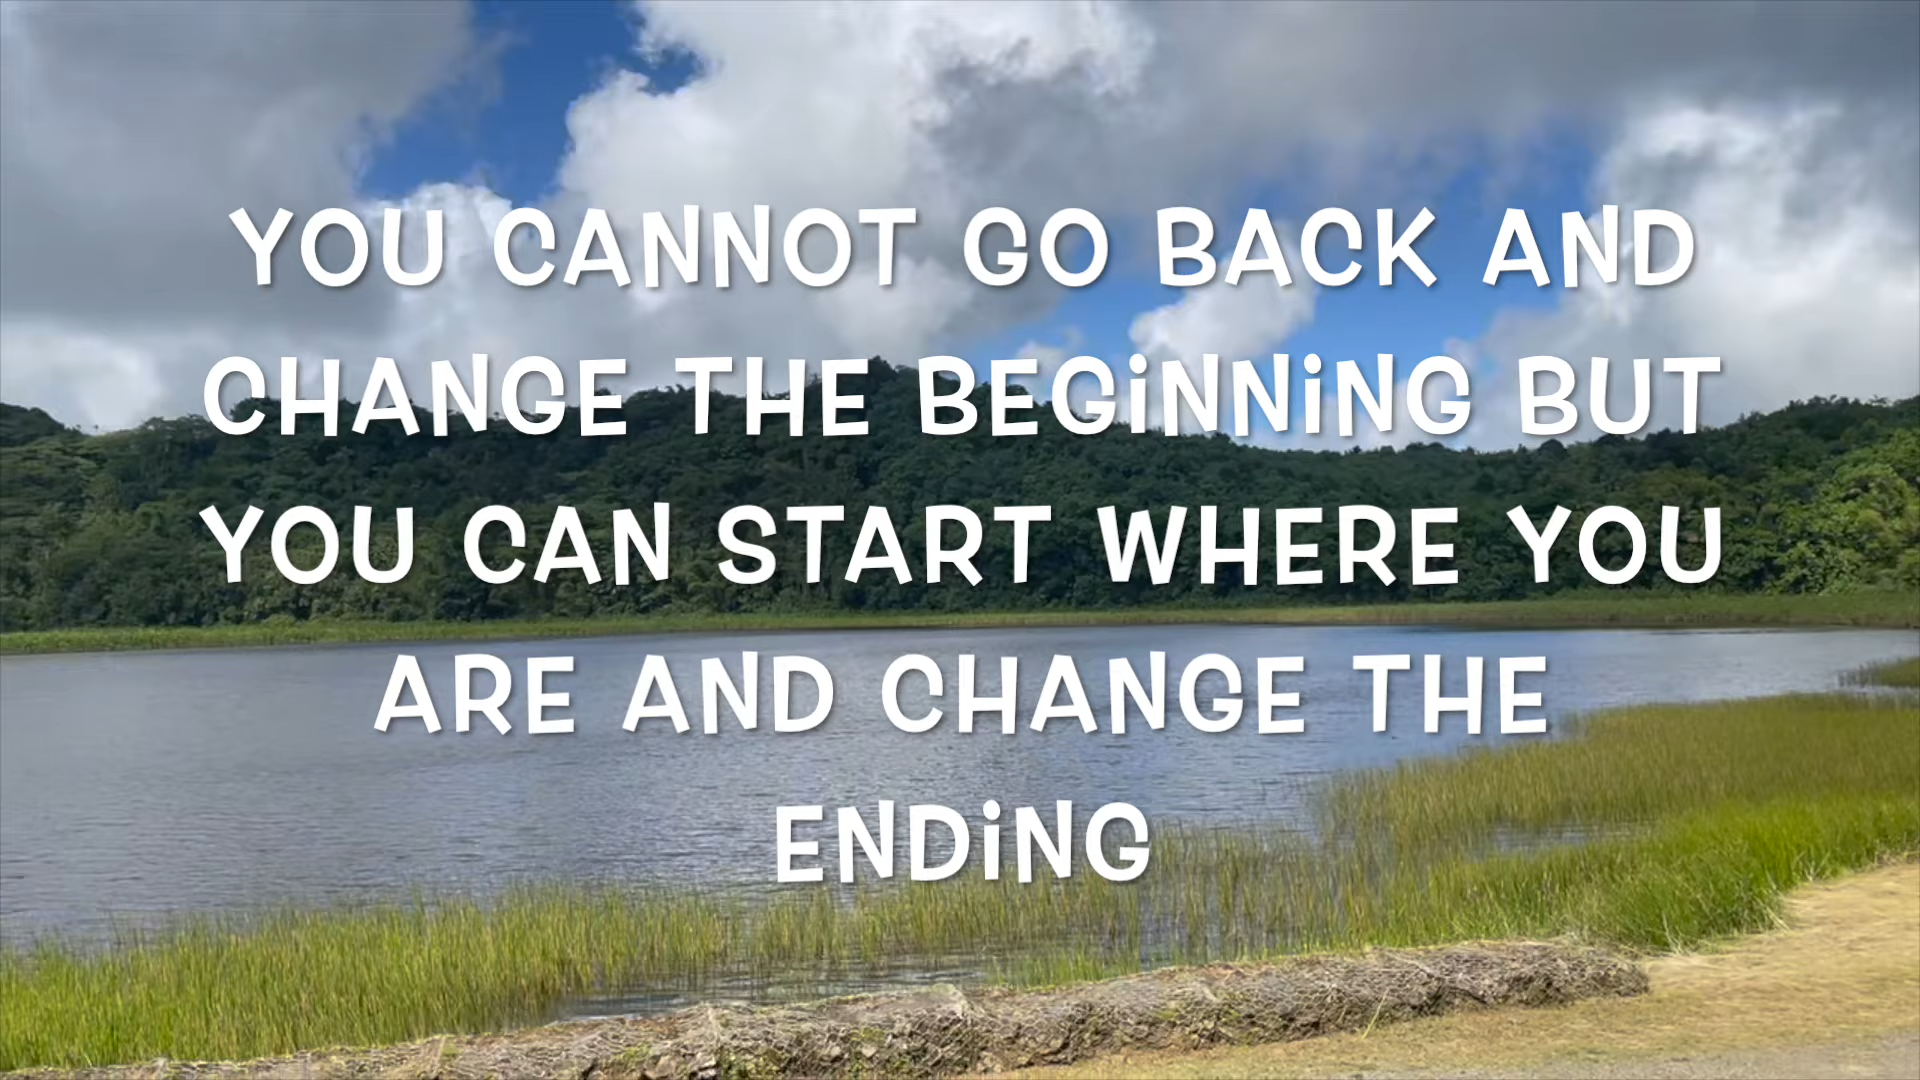 YOU CANNOT GO BACK AND
CHANGE THE BEGiNNiNG BUT
YOU CAN START WHERE YOU
ARE AND CHANGE THE
ENDiNG